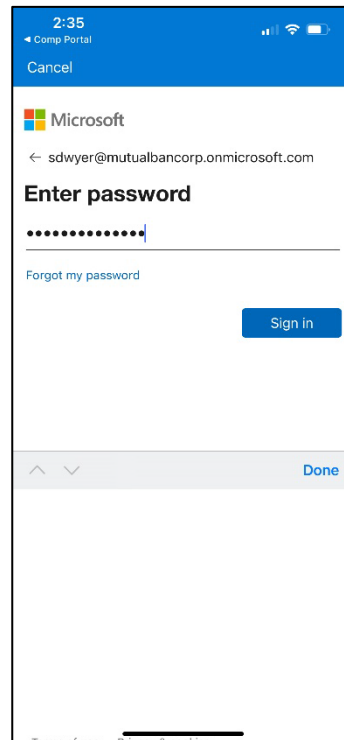 2:35
◄ Comp Portal
Cancel
Microsoft
← sdwyer@mutualbancorp.onmicrosoft.com
Enter password
●●●●●●●●●●●●●●
Forgot my password
Sign in
Done